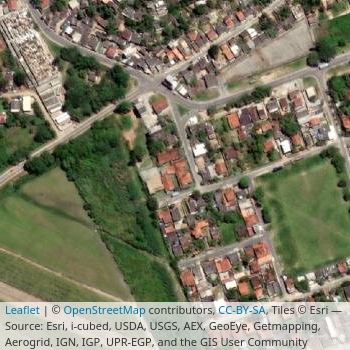 Leaflet | © OpenStreetMap contributors, CC-BY-SA, Tiles © Esri —
Source: Esri, i-cubed, USDA, USGS, AEX, GeoEye, Getmapping,
Aerogrid, IGN, IGP, UPR-EGP, and the GIS User Community